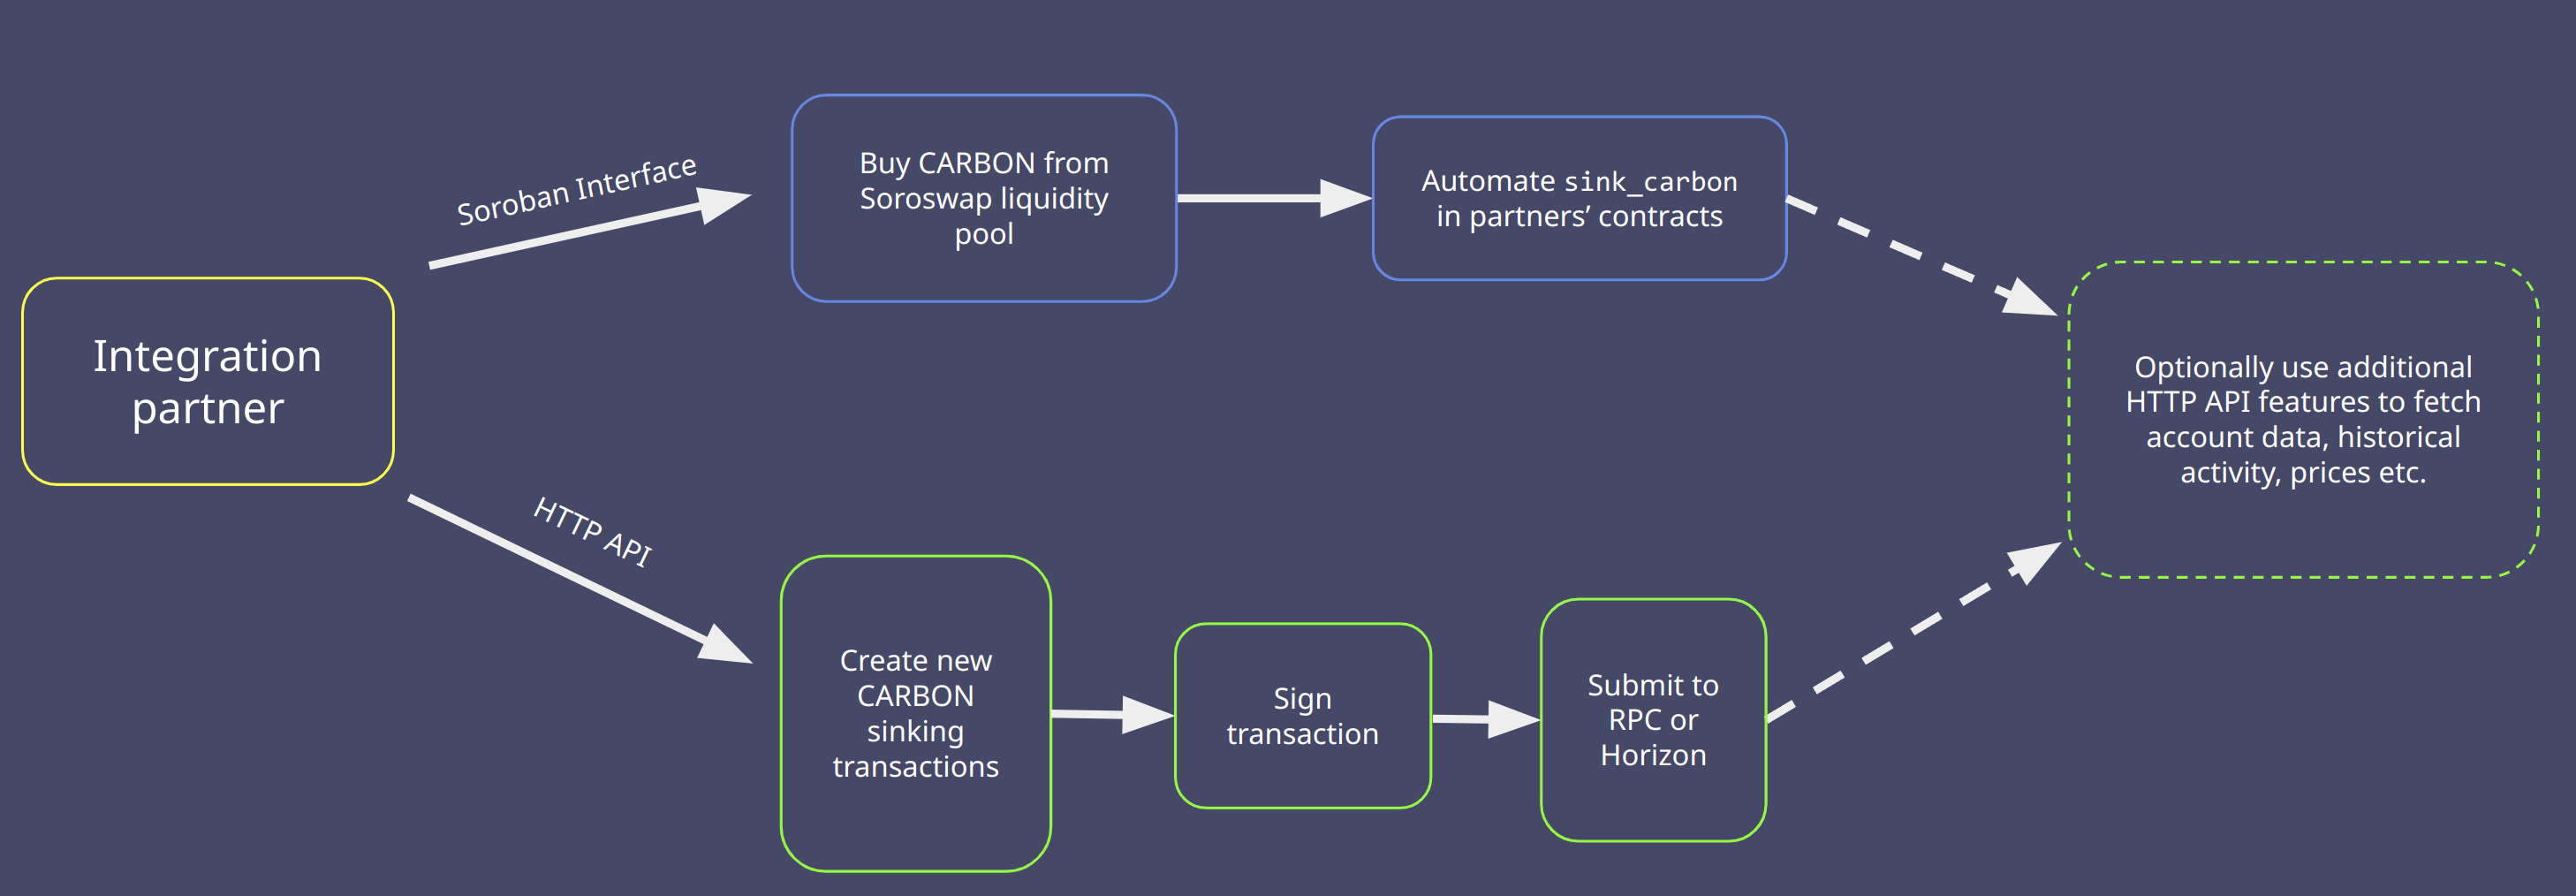 Integration
partner
Soroban Interface
Buy CARBON from
Soroswap liquidity
pool
Automate sink_carbon
in partners’ contracts
HTTP API
Create new
CARBON
sinking
transactions
Sign
transaction
Submit to
RPC or
Horizon
Optionally use additional
HTTP API features to fetch
account data, historical
activity, prices etc.